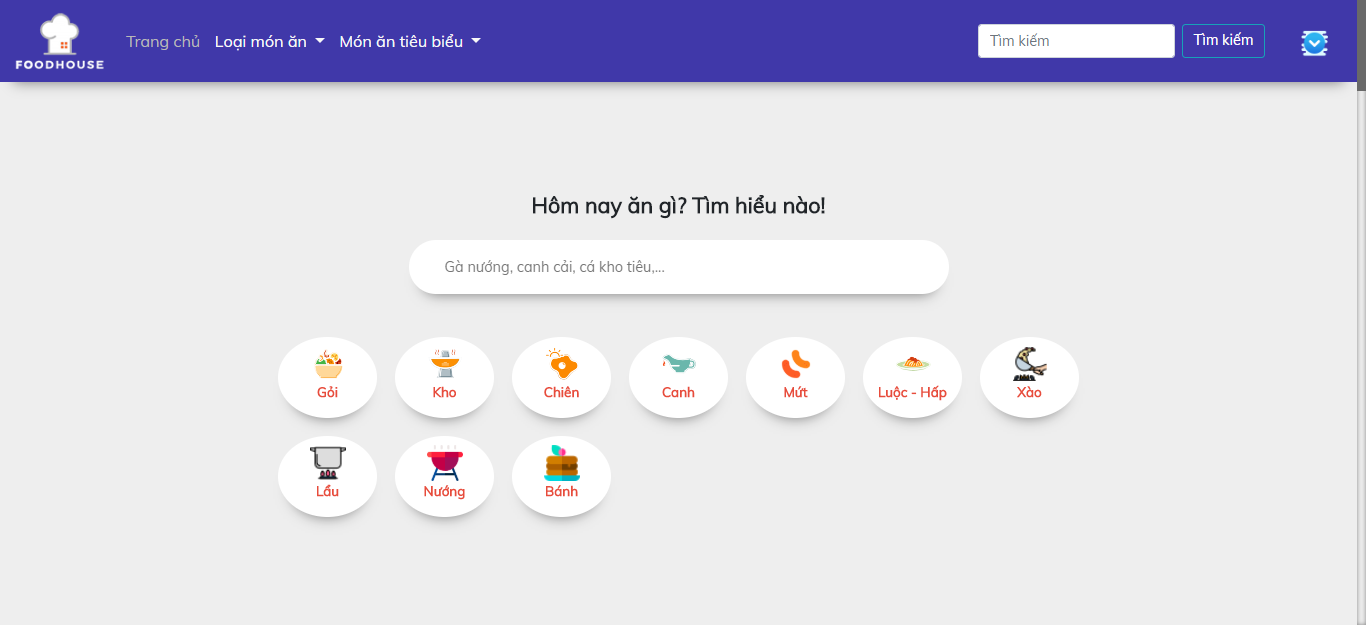 FOODHOUSE
Trang chủ
Loại món ăn
Món ăn tiêu biểu
Tìm kiếm
Tìm kiếm
Hôm nay ăn gì? Tìm hiểu nào!
Gà nướng, canh cải, cá kho tiêu,...
Gỏi
Kho
Chiên
Canh
Mứt
Luộc - Hấp
Xào
Lẩu
Nướng
Bánh